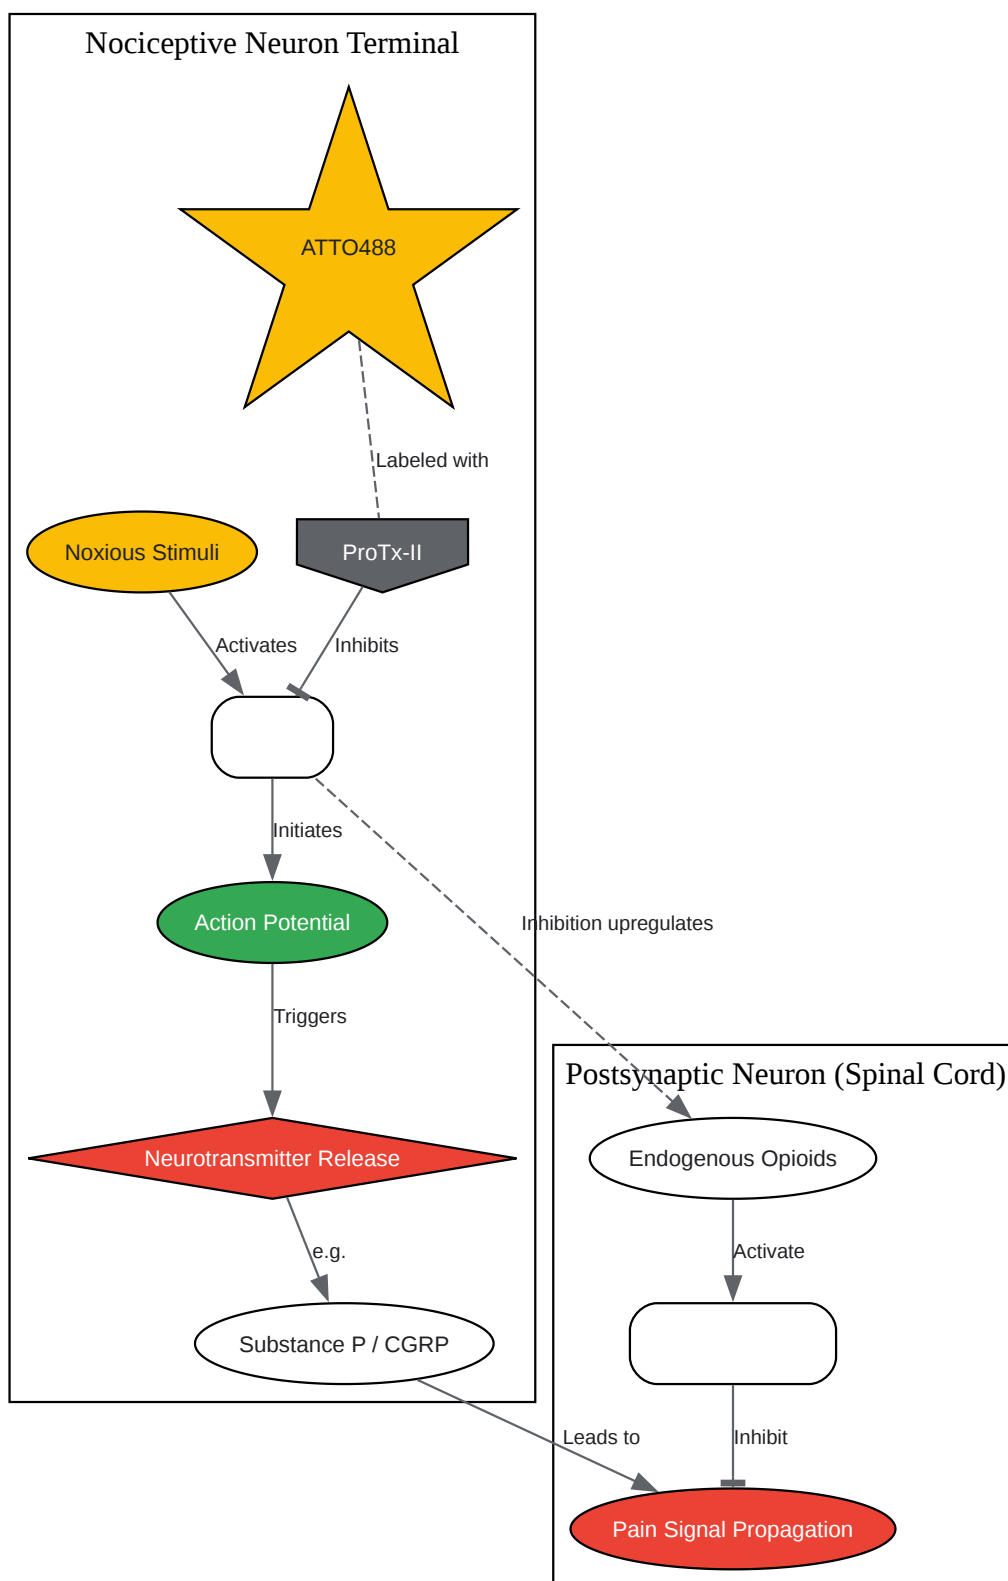 Nociceptive Neuron Terminal
ATTO488
Labeled with
Noxious Stimuli
ProTx-II
Activates
Inhibits
Initiates
Action Potential
Inhibition upregulates
Triggers
Postsynaptic Neuron (Spinal Cord)
Neurotransmitter Release
Endogenous Opioids
e.g.
Activate
Substance P / CGRP
Leads to
Inhibit
Pain Signal Propagation